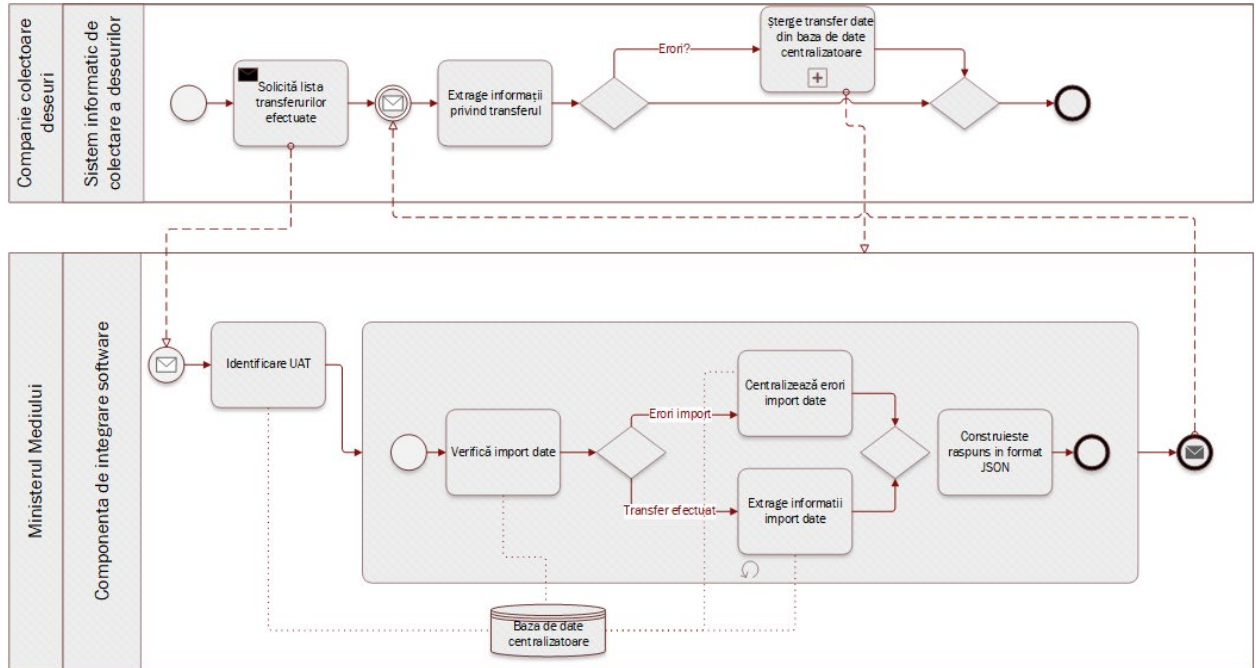 Companie colectoare
deseuri
Sistem informatic de
colectare a deseurilor
Solicită lista
transferurilor
efectuate
Extrage informații
privind transferul
Erori?
Șterge transfer date
din baza de date
centralizatoare
Ministerul Mediului
Componenta de integrare software
Identificare UAT
Verifică import date
Erori import
Transfer efectuat
Centralizează erori
import date
Extrage informatii
import date
Construieste
raspuns in format
JSON
Baza de date
centralizatoare